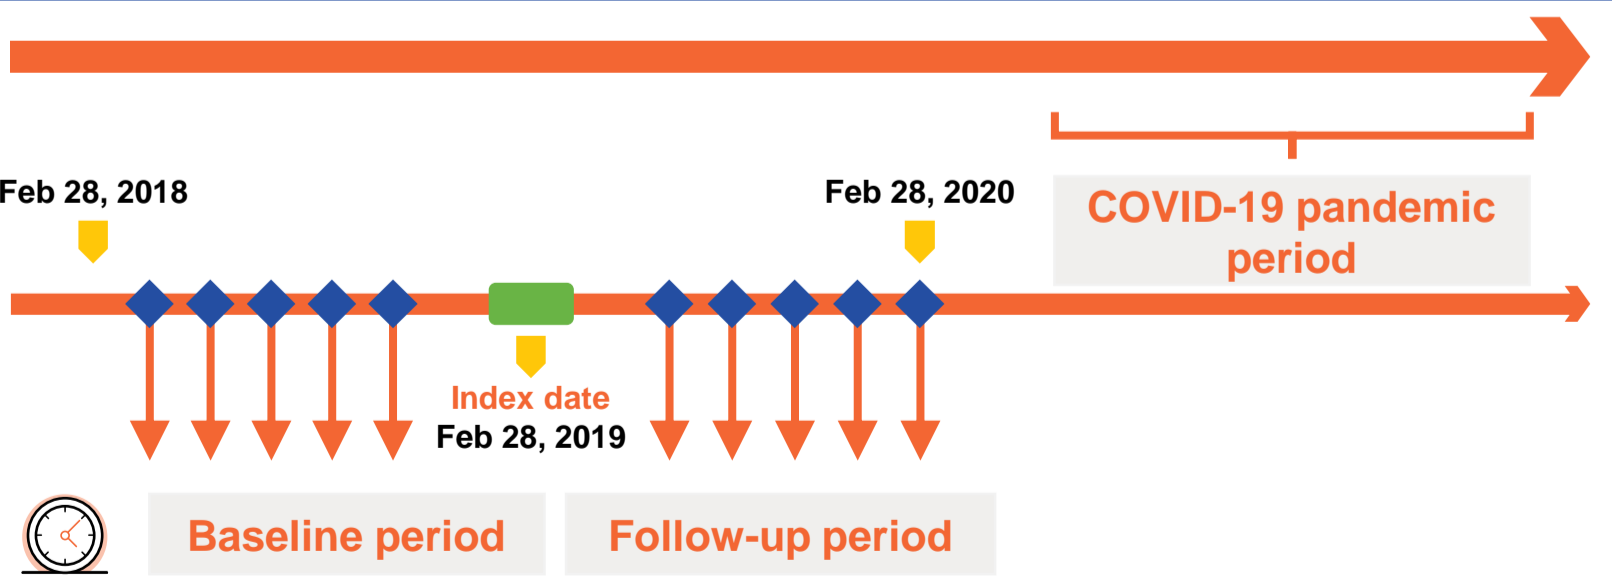 Feb 28, 2018
Feb 28, 2020
COVID-19 pandemic
period
Index date
Feb 28, 2019
Baseline period
Follow-up period